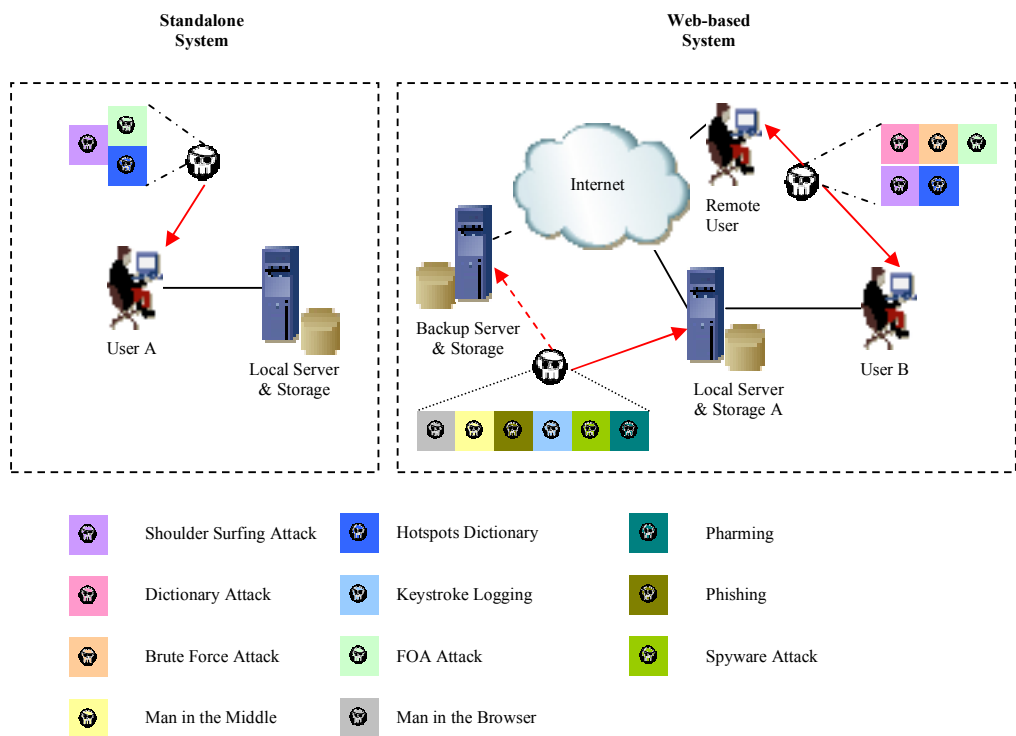 Standalone
System
Web-based
System
Internet
Remote
User
User A
Local Server
& Storage
Backup Server
& Storage
Local Server
& Storage A
User B
Shoulder Surfing Attack
Hotspots Dictionary
Pharming
Dictionary Attack
Keystroke Logging
Phishing
Brute Force Attack
FOA Attack
Spyware Attack
Man in the Middle
Man in the Browser